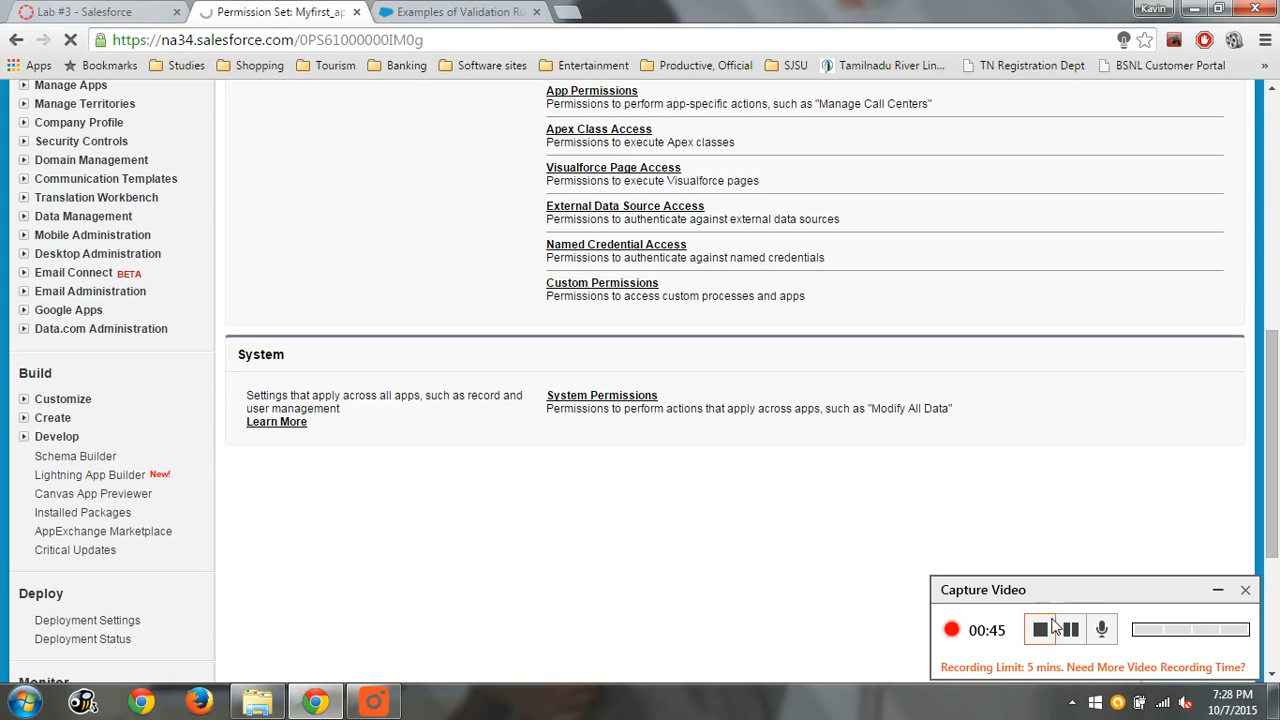 Lab #3 - Salesforce
Permission Set: Myfirst_ap
Examples of Validation Ru
Kavin
https://na34.salesforce.com/0PS61000000IM0g
Apps
Bookmarks
Studies
Shopping
Tourism
Banking
Software sites
Entertainment
Productive, Official
SJSU
Tamilnadu River Lin...
TN Registration Dept
BSNL Customer Portal
»
Manage Apps
Manage Territories
Company Profile
Security Controls
Domain Management
Communication Templates
Translation Workbench
Data Management
Mobile Administration
Desktop Administration
Email Connect BETA
Email Administration
Google Apps
Data.com Administration
Build
Customize
Create
Develop
Schema Builder
Lightning App Builder New!
Canvas App Previewer
Installed Packages
AppExchange Marketplace
Critical Updates
Deploy
Deployment Settings
Deployment Status
App Permissions
Permissions to perform app-specific actions, such as "Manage Call Centers"
Apex Class Access
Permissions to execute Apex classes
Visualforce Page Access
Permissions to execute Visualforce pages
External Data Source Access
Permissions to authenticate against external data sources
Named Credential Access
Permissions to authenticate against named credentials
Custom Permissions
Permissions to access custom processes and apps
System
Settings that apply across all apps, such as record and
user management
Learn More
System Permissions
Permissions to perform actions that apply across apps, such as "Modify All Data"
Capture Video
00:45
Recording Limit: 5 mins. Need More Video Recording Time?
7:28 PM
10/7/2015